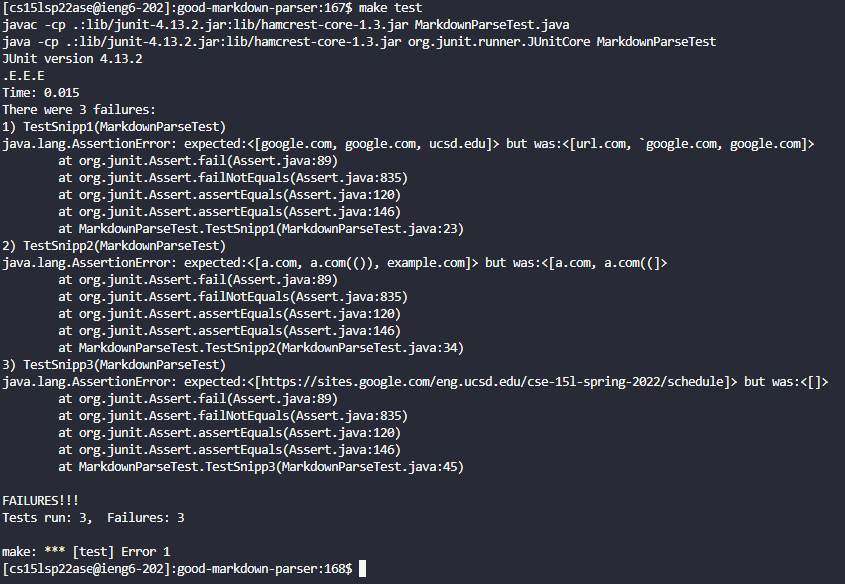 [cs15lsp22ase@ieng6-202]:good-markdown-parser:167$ make test
javac -cp .:lib/junit-4.13.2.jar:lib/hamcrest-core-1.3.jar MarkdownParseTest.java
java -cp .:lib/junit-4.13.2.jar:lib/hamcrest-core-1.3.jar org.junit.runner.JUnitCore MarkdownParseTest
JUnit version 4.13.2
.E.E.E
Time: 0.015
There were 3 failures:
1) TestSnipp1(MarkdownParseTest)
java.lang.AssertionError: expected:<[google.com, google.com, ucsd.edu]> but was:<[url.com, `google.com, google.com]>
        at org.junit.Assert.fail(Assert.java:89)
        at org.junit.Assert.failNotEquals(Assert.java:835)
        at org.junit.Assert.assertEquals(Assert.java:120)
        at org.junit.Assert.assertEquals(Assert.java:146)
        at MarkdownParseTest.TestSnipp1(MarkdownParseTest.java:23)
2) TestSnipp2(MarkdownParseTest)
java.lang.AssertionError: expected:<[a.com, a.com(()), example.com]> but was:<[a.com, a.com((]>
        at org.junit.Assert.fail(Assert.java:89)
        at org.junit.Assert.failNotEquals(Assert.java:835)
        at org.junit.Assert.assertEquals(Assert.java:120)
        at org.junit.Assert.assertEquals(Assert.java:146)
        at MarkdownParseTest.TestSnipp2(MarkdownParseTest.java:34)
3) TestSnipp3(MarkdownParseTest)
java.lang.AssertionError: expected:<[https://sites.google.com/eng.ucsd.edu/cse-15l-spring-2022/schedule]> but was:<[]>
        at org.junit.Assert.fail(Assert.java:89)
        at org.junit.Assert.failNotEquals(Assert.java:835)
        at org.junit.Assert.assertEquals(Assert.java:120)
        at org.junit.Assert.assertEquals(Assert.java:146)
        at MarkdownParseTest.TestSnipp3(MarkdownParseTest.java:45)

FAILURES!!!
Tests run: 3,  Failures: 3

make: *** [test] Error 1
[cs15lsp22ase@ieng6-202]:good-markdown-parser:168$